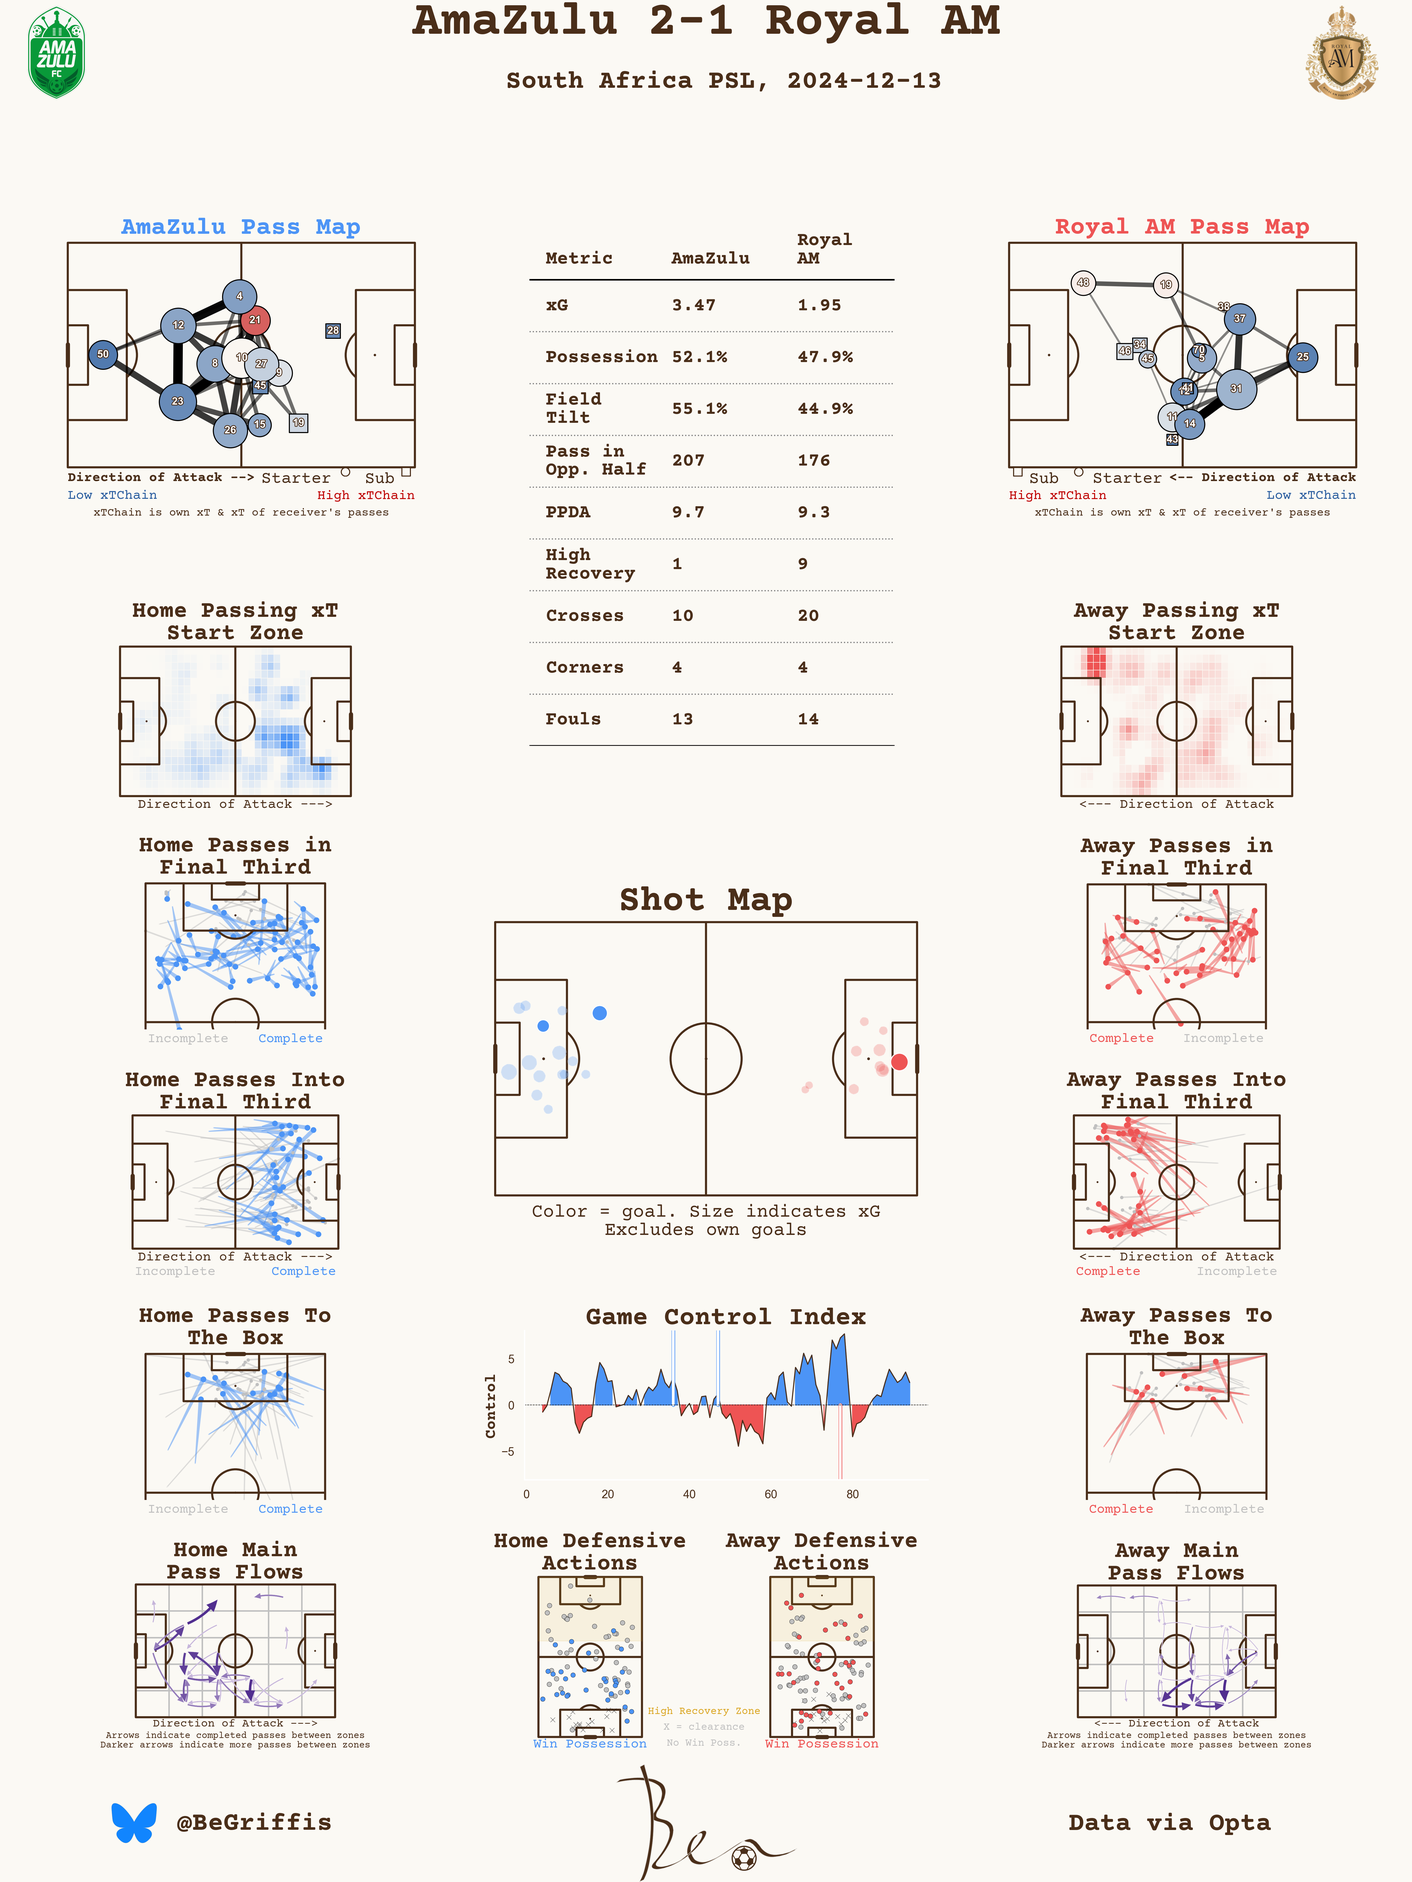 AmaZulu 2-1 Royal AM
South Africa PSL, 2024-12-13
AMA
ZULU
FC
ROYAL
AM
AmaZulu Pass Map
4
12
21
28
50
8
10
27
9
45
23
26
15
19
Direction of Attack --> Starter Sub
Low xTChain High xTChain
xTChain is own xT & xT of receiver's passes
Metric AmaZulu Royal AM
xG 3.47 1.95
Possession 52.1% 47.9%
Field Tilt 55.1% 44.9%
Pass in Opp. Half 207 176
PPDA 9.7 9.3
High Recovery 1 9
Crosses 10 20
Corners 4 4
Fouls 13 14
Royal AM Pass Map
48
19
38
37
46
34
45
70
5
25
12
41
31
11
14
43
Sub Starter <-- Direction of Attack
High xTChain Low xTChain
xTChain is own xT & xT of receiver's passes
Home Passing xT
Start Zone
Direction of Attack --->
Away Passing xT
Start Zone
<--- Direction of Attack
Home Passes in
Final Third
Incomplete Complete
Shot Map
Color = goal. Size indicates xG
Excludes own goals
Away Passes in
Final Third
Complete Incomplete
Home Passes Into
Final Third
Direction of Attack --->
Incomplete Complete
Away Passes Into
Final Third
<--- Direction of Attack
Complete Incomplete
Home Passes To
The Box
Incomplete Complete
Game Control Index
Control
5
0
−5
0 20 40 60 80
Away Passes To
The Box
Complete Incomplete
Home Main
Pass Flows
Direction of Attack --->
Arrows indicate completed passes between zones
Darker arrows indicate more passes between zones
Home Defensive
Actions
Win Possession
High Recovery Zone
X = clearance
No Win Poss.
Away Defensive
Actions
Win Possession
Away Main
Pass Flows
<--- Direction of Attack
Arrows indicate completed passes between zones
Darker arrows indicate more passes between zones
@BeGriffis
Ben
Data via Opta